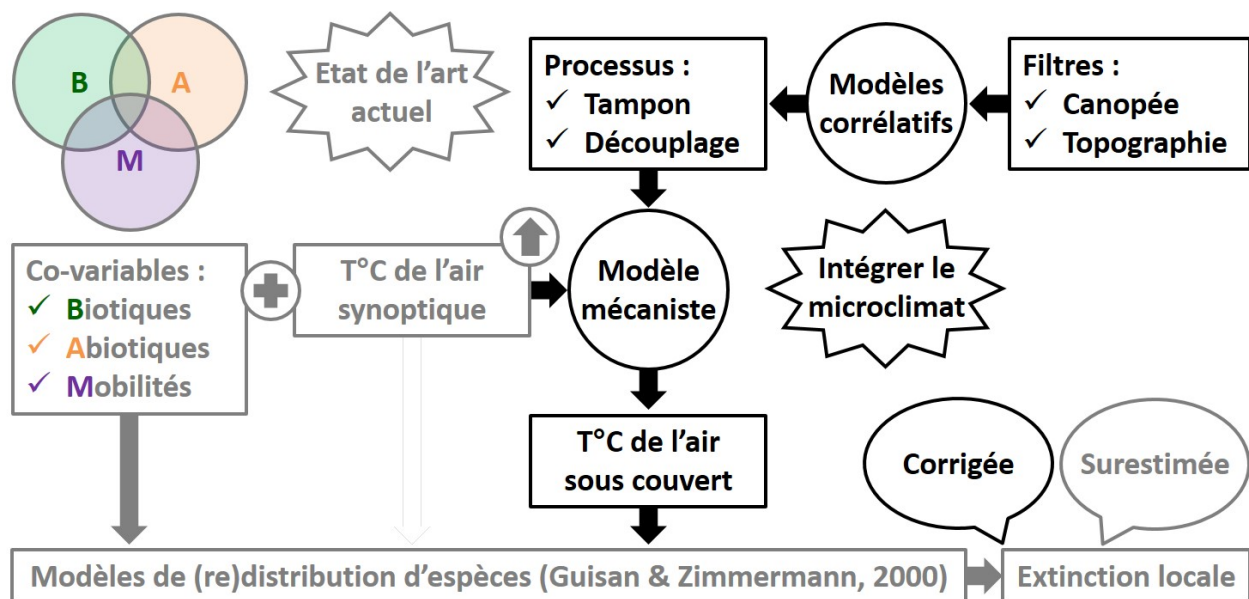 B
A
M
Etat de l’art
actuel
Processus :
✓ Tampon
✓ Découplage
Modèles
corrélatifs
Filtres :
✓ Canopée
✓ Topographie
Co-variables :
✓ Biotiques
✓ Abiotiques
✓ Mobilités
T°C de l’air
synoptique
Modèle
mécaniste
Intégrer le
microclimat
T°C de l’air
sous couvert
Corrigée
Surestimée
Modèles de (re)distribution d’espèces (Guisan & Zimmermann, 2000)
Extinction locale